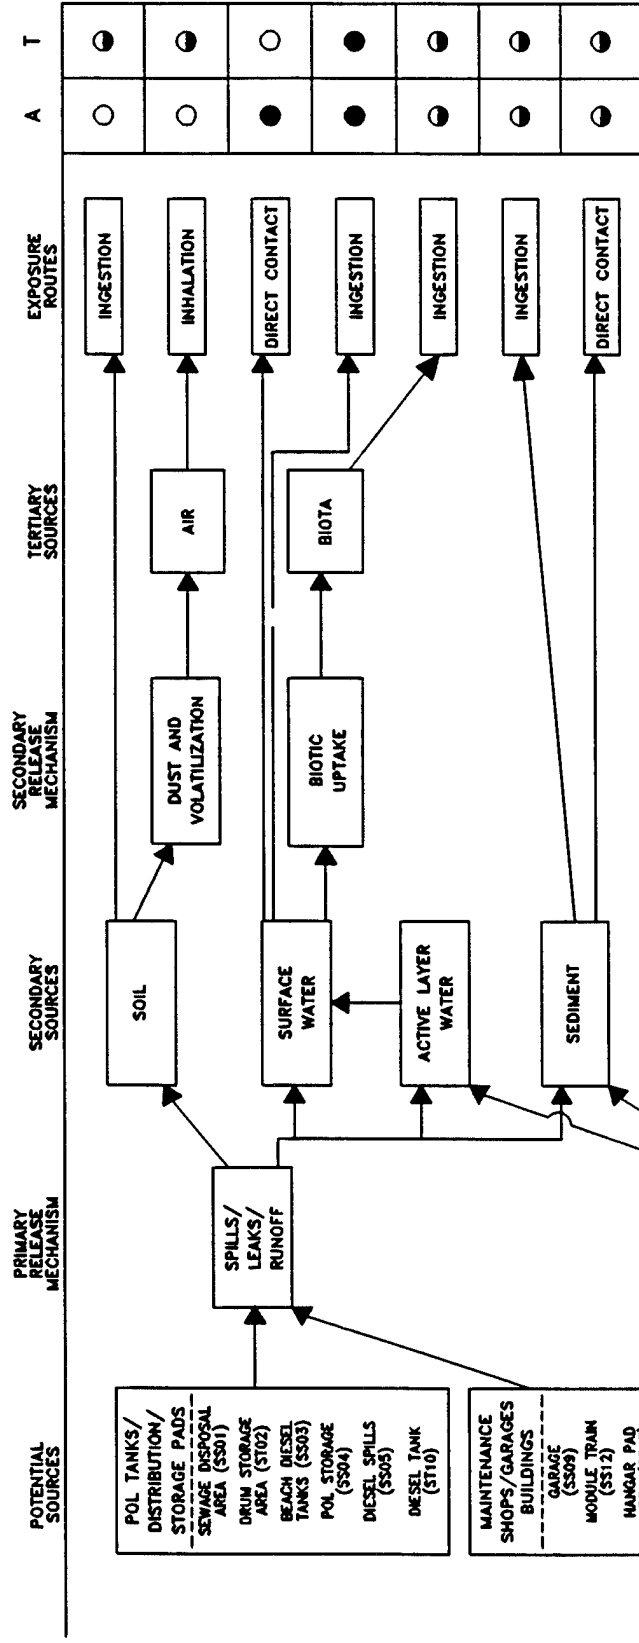 POTENTIAL
SOURCES
PRIMARY
RELEASE
MECHANISM
SECONDARY
SOURCES
SECONDARY
RELEASE
MECHANISM
TERTIARY
SOURCES
EXPOSURE
ROUTES
A
T
POL TANKS/
DISTRIBUTION/
STORAGE PADS
SEWAGE DISPOSAL
AREA (SS01)
DRUM STORAGE
AREA (ST02)
BEACH DIESEL
TANKS (SS03)
POL STORAGE
(SS04)
DIESEL SPILLS
(SS05)
DIESEL TANK
(ST10)
MAINTENANCE
SHOPS/GARAGES
BUILDINGS
GARAGE
(SS09)
MODULE TRAIN
(SS12)
HANGAR PAD
SPILLS/
LEAKS/
RUNOFF
SOIL
SURFACE
WATER
ACTIVE LAYER
WATER
SEDIMENT
DUST AND
VOLATILIZATION
BIOTIC
UPTAKE
AIR
BIOTA
INGESTION
INHALATION
DIRECT CONTACT
INGESTION
INGESTION
INGESTION
DIRECT CONTACT